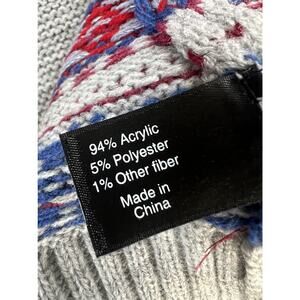 94% Acrylic
5% Polyester
1% Other fiber
Made in
China